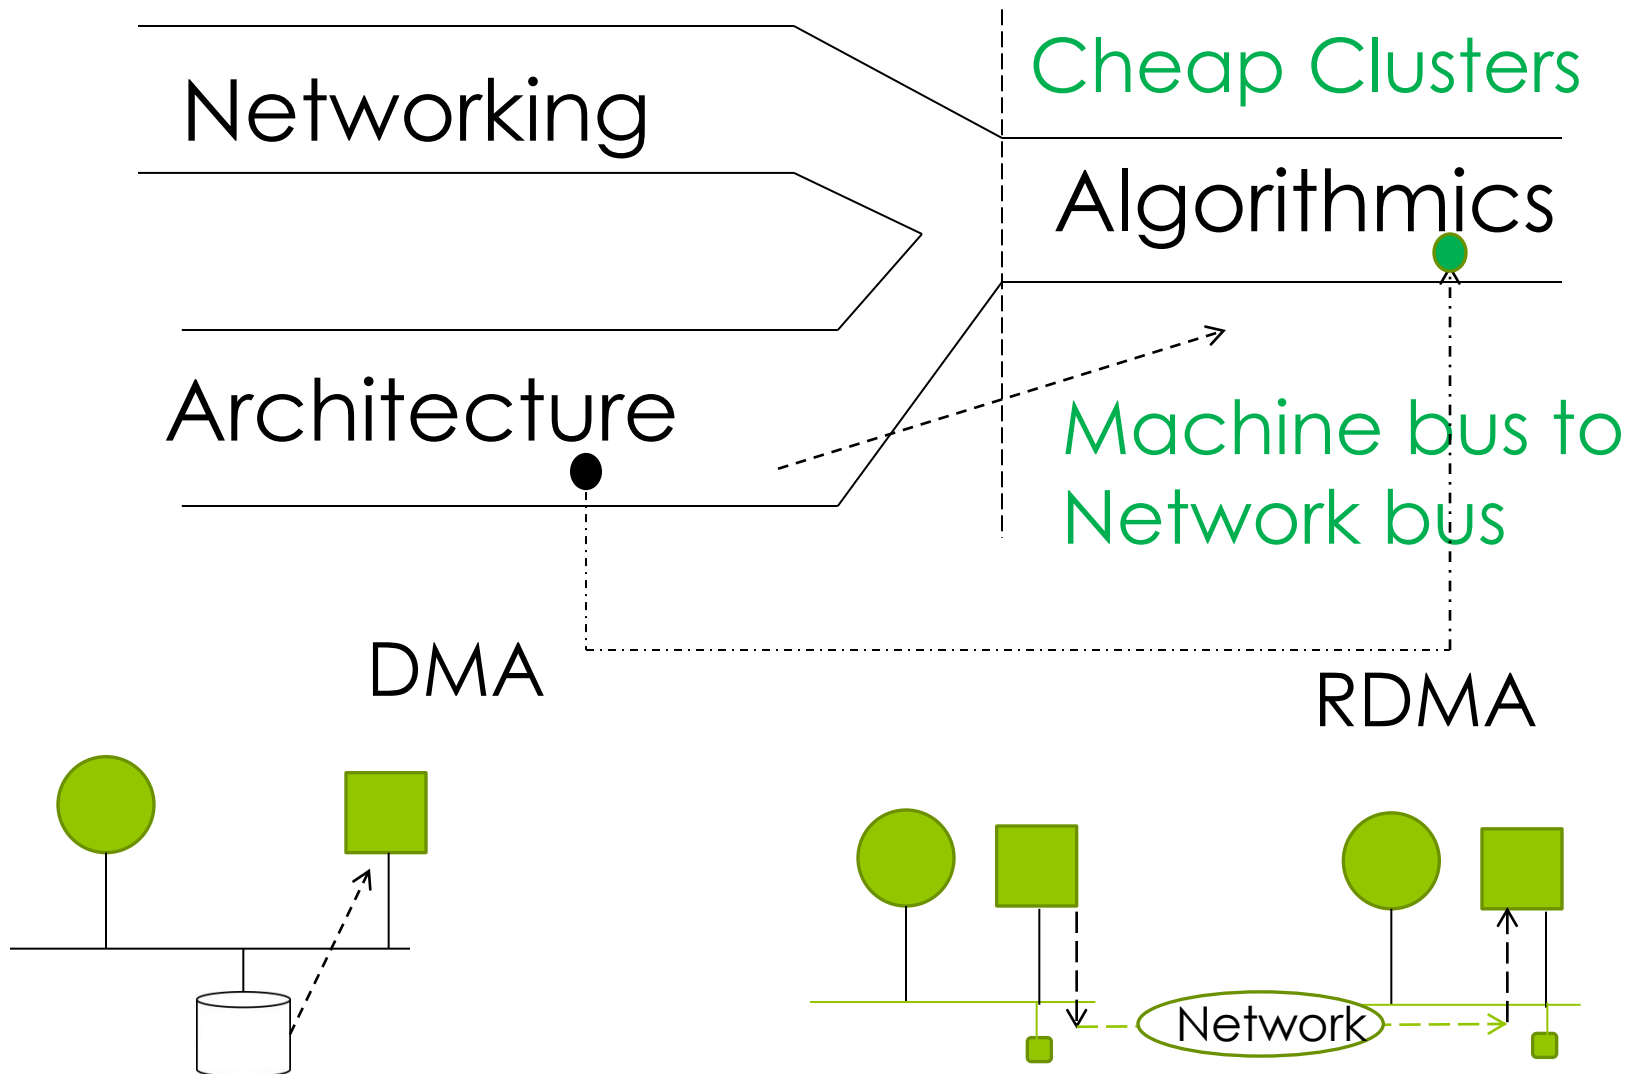 Cheap Clusters
Networking
Algorithmics
Architecture
Machine bus to
Network bus
DMA
RDMA
Network